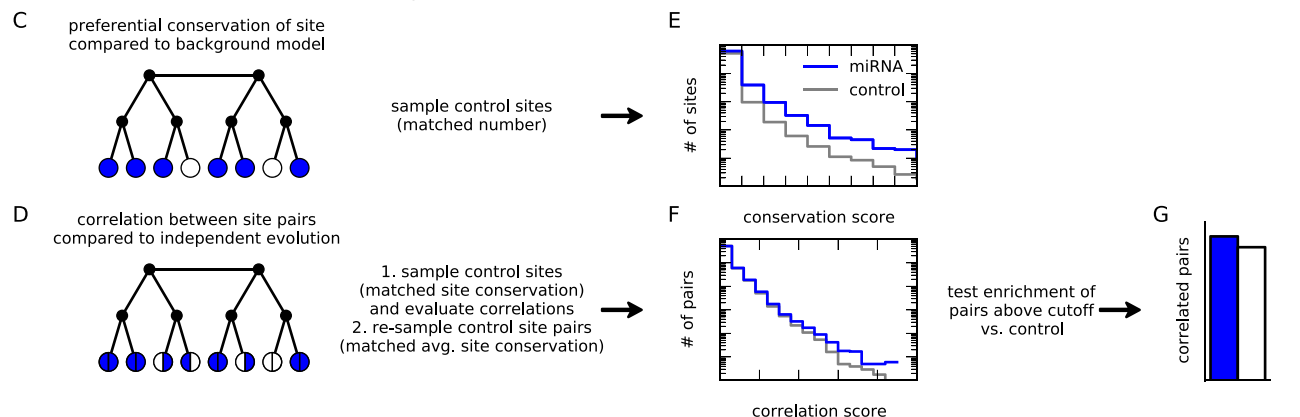 C
preferential conservation of site
compared to background model
sample control sites
(matched number)
E
# of sites
miRNA
control
conservation score
D
correlation between site pairs
compared to independent evolution
1. sample control sites
(matched site conservation)
and evaluate correlations
2. re-sample control site pairs
(matched avg. site conservation)
F
# of pairs
correlation score
test enrichment of
pairs above cutoff
vs. control
G
correlated pairs